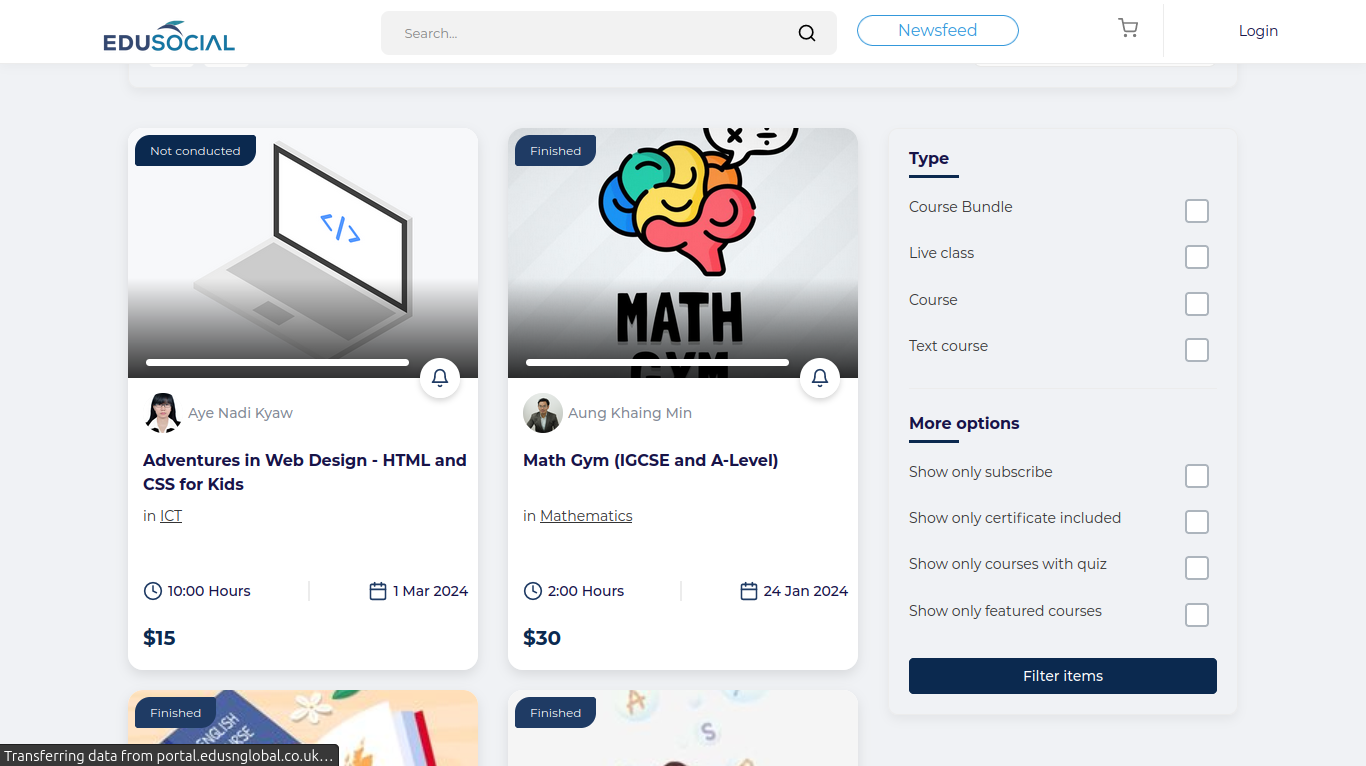 EDUSOCIAL
Search...
Newsfeed
Login
Not conducted
</>
Aye Nadi Kyaw
Adventures in Web Design - HTML and
CSS for Kids
in ICT
10:00 Hours
1 Mar 2024
$15
Finished
MATH
GYM
Aung Khaing Min
Math Gym (IGCSE and A-Level)
in Mathematics
2:00 Hours
24 Jan 2024
$30
Type
Course Bundle
Live class
Course
Text course
More options
Show only subscribe
Show only certificate included
Show only courses with quiz
Show only featured courses
Filter items
Finished
ENGLISH
Finished
A
S
Transferring data from portal.edusnglobal.co.uk...